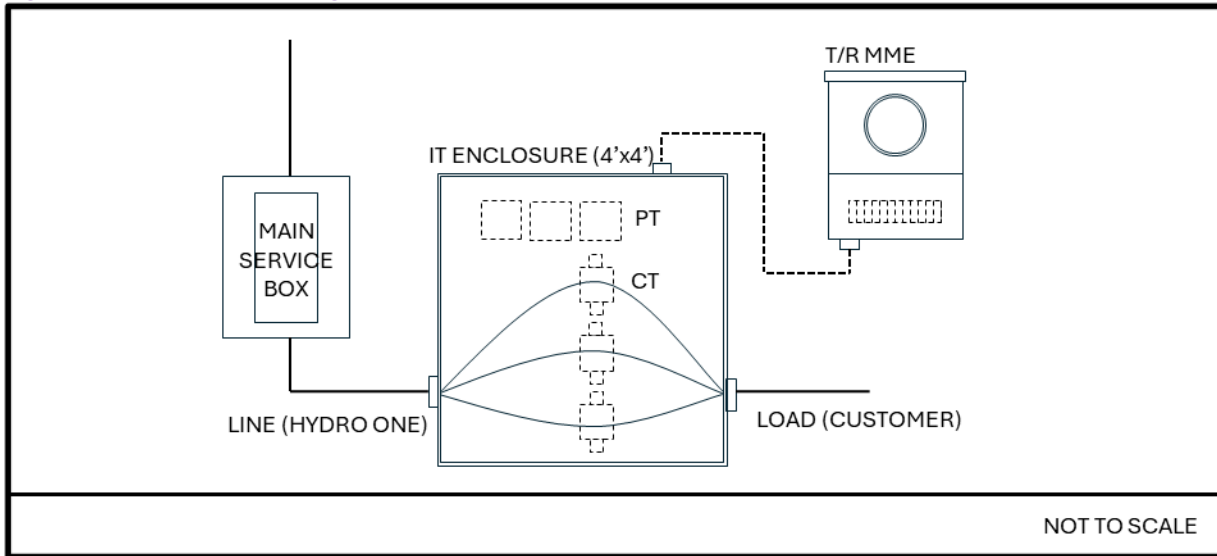 T/R MME
IT ENCLOSURE (4'x4')
MAIN
SERVICE
BOX
PT
CT
LINE (HYDRO ONE)
LOAD (CUSTOMER)
NOT TO SCALE